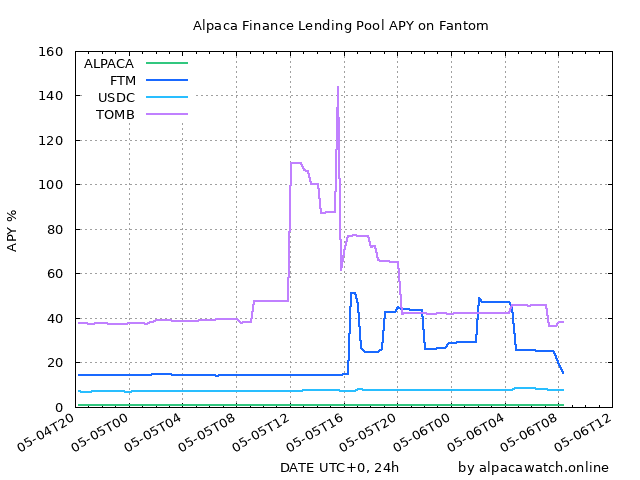 Alpaca Finance Lending Pool APY on Fantom
160
140
120
100
80
60
40
20
0
APY %
ALPACA
FTM
USDC
TOMB
05-04T20
05-05T00
05-05T04
05-05T08
05-05T12
05-05T16
05-05T20
05-06T00
05-06T04
05-06T08
05-06T12
DATE UTC+0, 24h
by alpacawatch.online